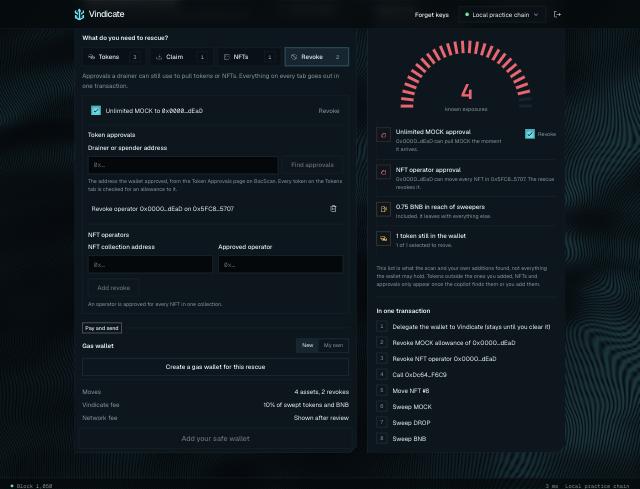 Vindicate
Forget keys
Local practice chain
What do you need to rescue?
Tokens 3
Claim 1
NFTs 1
Revoke 2
Approvals a drainer can still use to pull tokens or NFTs. Everything on every tab goes out in
one transaction.
Unlimited MOCK to 0x0000…dEaD
Revoke
Token approvals
Drainer or spender address
0x…
Find approvals
The address the wallet approved, from the Token Approvals page on BscScan. Every token on the Tokens
tab is checked for an allowance to it.
Revoke operator 0x0000…dEaD on 0x5FC8…5707
NFT operators
NFT collection address
Approved operator
0x…
0x…
Add revoke
An operator is approved for every NFT in one collection.
Pay and send
Gas wallet
New
My own
Create a gas wallet for this rescue
Moves
4 assets, 2 revokes
Vindicate fee
10% of swept tokens and BNB
Network fee
Shown after review
Add your safe wallet
4
known exposures
Unlimited MOCK approval
0x0000…dEaD can pull MOCK the moment
it arrives.
Revoke
NFT operator approval
0x0000…dEaD can move every NFT in 0x5FC8…5707. The rescue
revokes it.
0.75 BNB in reach of sweepers
Included. It leaves with everything else.
1 token still in the wallet
1 of 1 selected to move.
This list is what the scan and your own additions found, not everything
the wallet may hold. Tokens outside the ones you added, NFTs and
approvals only appear once the copilot finds them or you add them.
In one transaction
1 Delegate the wallet to Vindicate (stays until you clear it)
2 Revoke MOCK allowance of 0x0000…dEaD
3 Revoke NFT operator 0x0000…dEaD
4 Call 0xDc64…F6C9
5 Move NFT #8
6 Sweep MOCK
7 Sweep DROP
8 Sweep BNB
Block 1,050
3 ms
Local practice chain